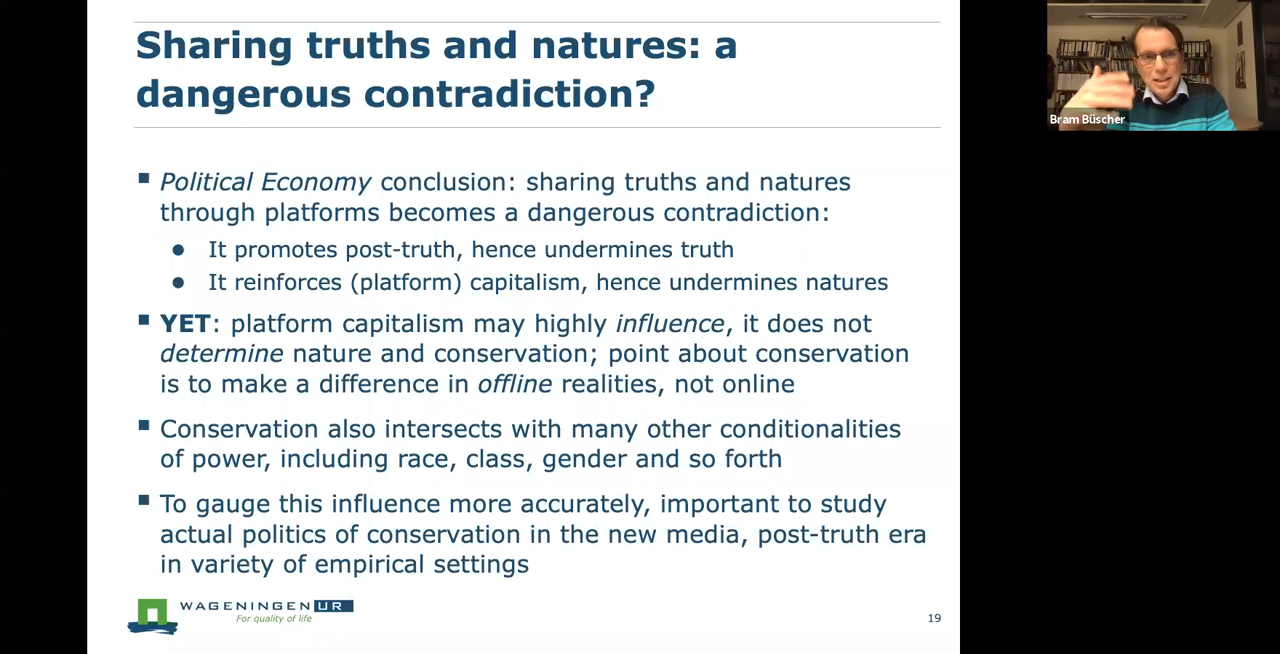 Sharing truths and natures: a
dangerous contradiction?
▪ Political Economy conclusion: sharing truths and natures
through platforms becomes a dangerous contradiction:
● It promotes post-truth, hence undermines truth
● It reinforces (platform) capitalism, hence undermines natures
▪ YET: platform capitalism may highly influence, it does not
determine nature and conservation; point about conservation
is to make a difference in offline realities, not online
▪ Conservation also intersects with many other conditionalities
of power, including race, class, gender and so forth
▪ To gauge this influence more accurately, important to study
actual politics of conservation in the new media, post-truth era
in variety of empirical settings
WAGENINGEN UR
For quality of life
19
Bram Büscher